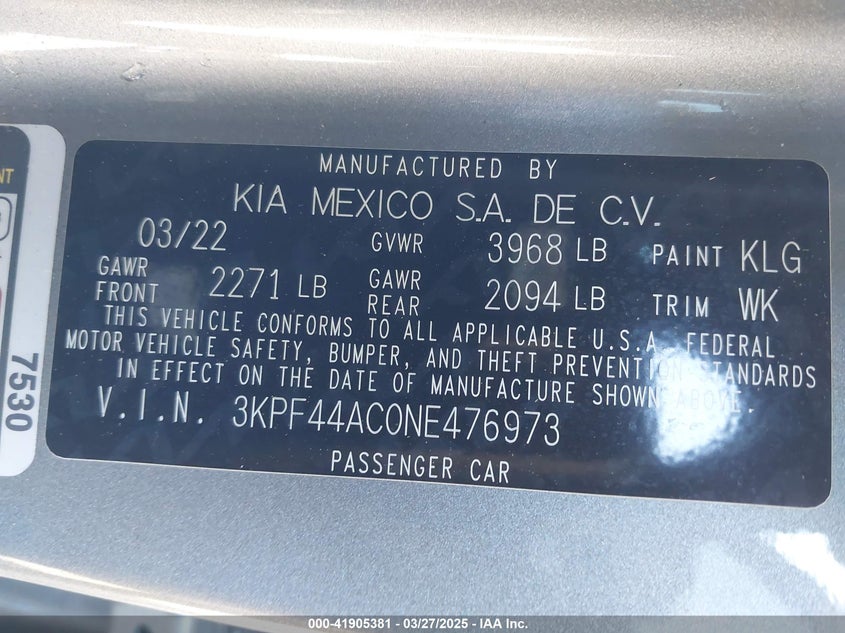 MANUFACTURED BY
KIA MEXICO S.A. DE C.V.
03/22 GVWR 3968 LB PAINT KLG
GAWR FRONT 2271 LB GAWR REAR 2094 LB TRIM WK
THIS VEHICLE CONFORMS TO ALL APPLICABLE U.S.A. FEDERAL
MOTOR VEHICLE SAFETY, BUMPER, AND THEFT PREVENTION STANDARDS
IN EFFECT ON THE DATE OF MANUFACTURE SHOWN ABOVE.
V.I.N. 3KPF44AC0NE476973
PASSENGER CAR
7530
000-41905381 - 03/27/2025 - IAA Inc.